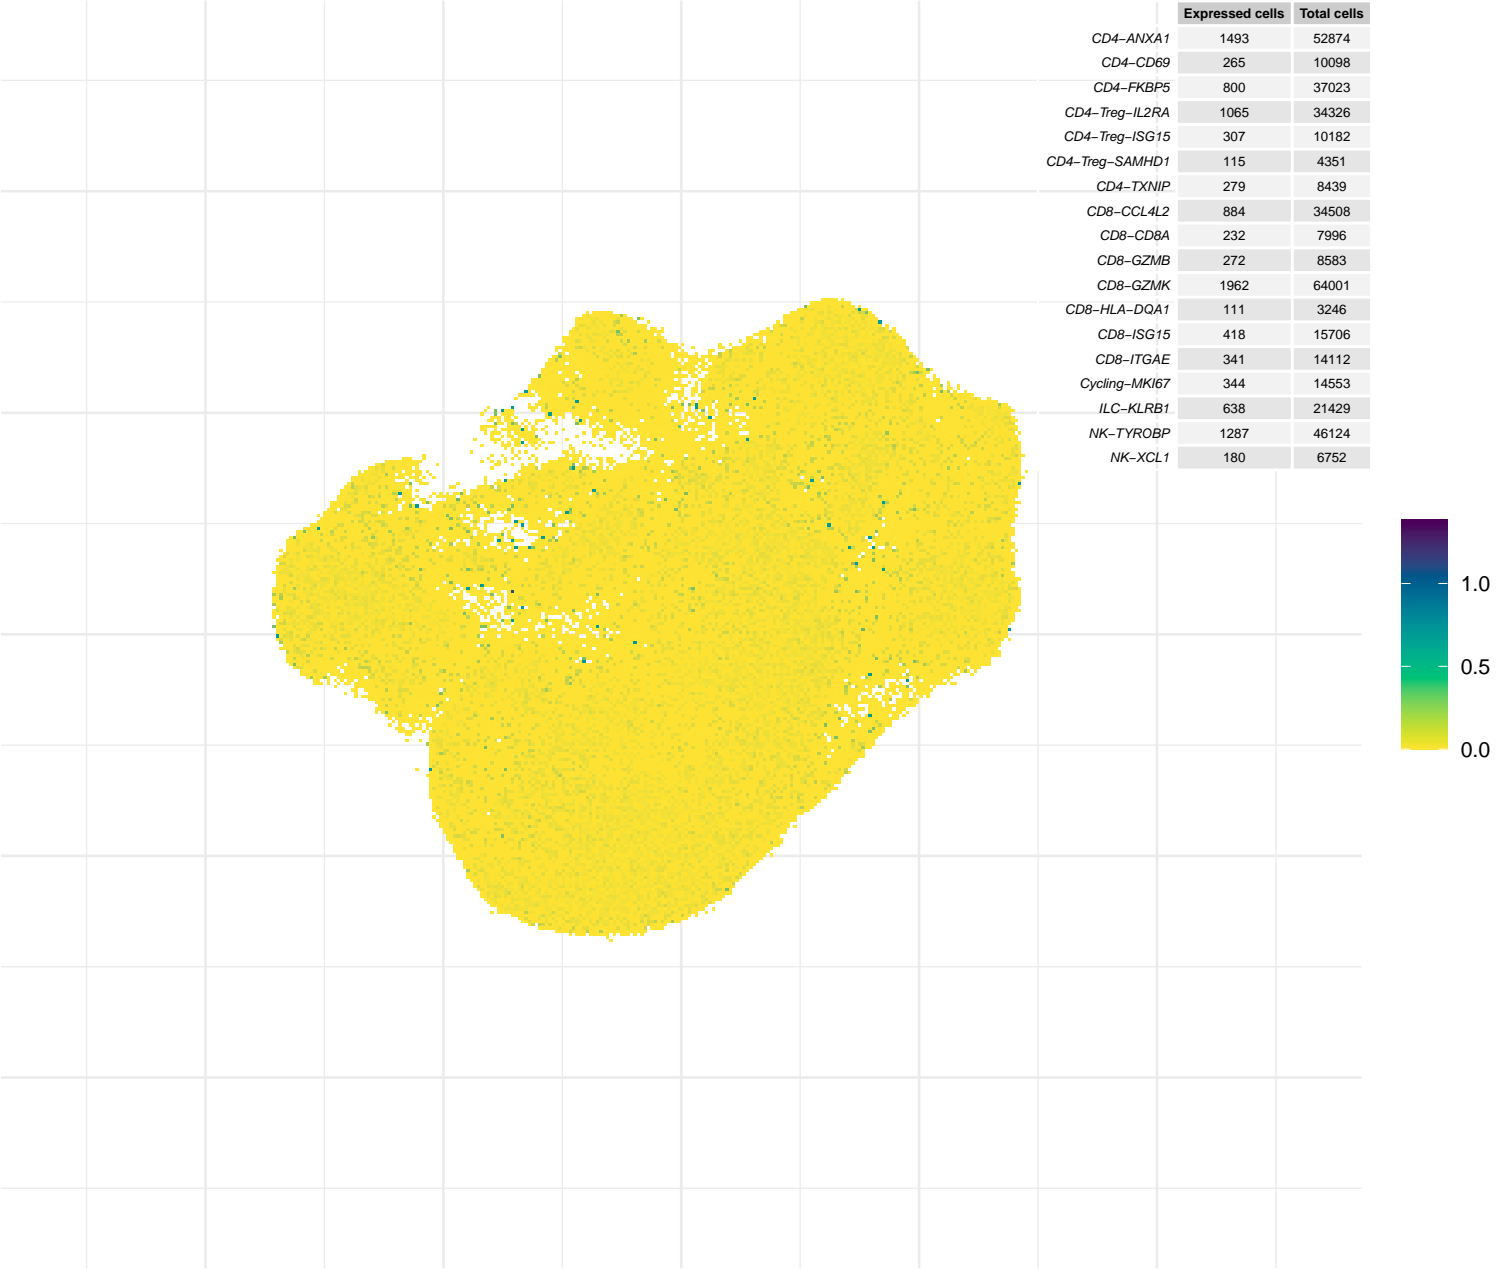 Expressed cells Total cells
CD4−ANXA1 1493 52874
CD4−CD69 265 10098
CD4−FKBP5 800 37023
CD4−Treg−IL2RA 1065 34326
CD4−Treg−ISG15 307 10182
CD4−Treg−SAMHD1 115 4351
CD4−TXNIP 279 8439
CD8−CCL4L2 884 34508
CD8−CD8A 232 7996
CD8−GZMB 272 8583
CD8−GZMK 1962 64001
CD8−HLA−DQA1 111 3246
CD8−ISG15 418 15706
CD8−ITGAE 341 14112
Cycling−MKI67 344 14553
ILC−KLRB1 638 21429
NK−TYROBP 1287 46124
NK−XCL1 180 6752
1.0
0.5
0.0